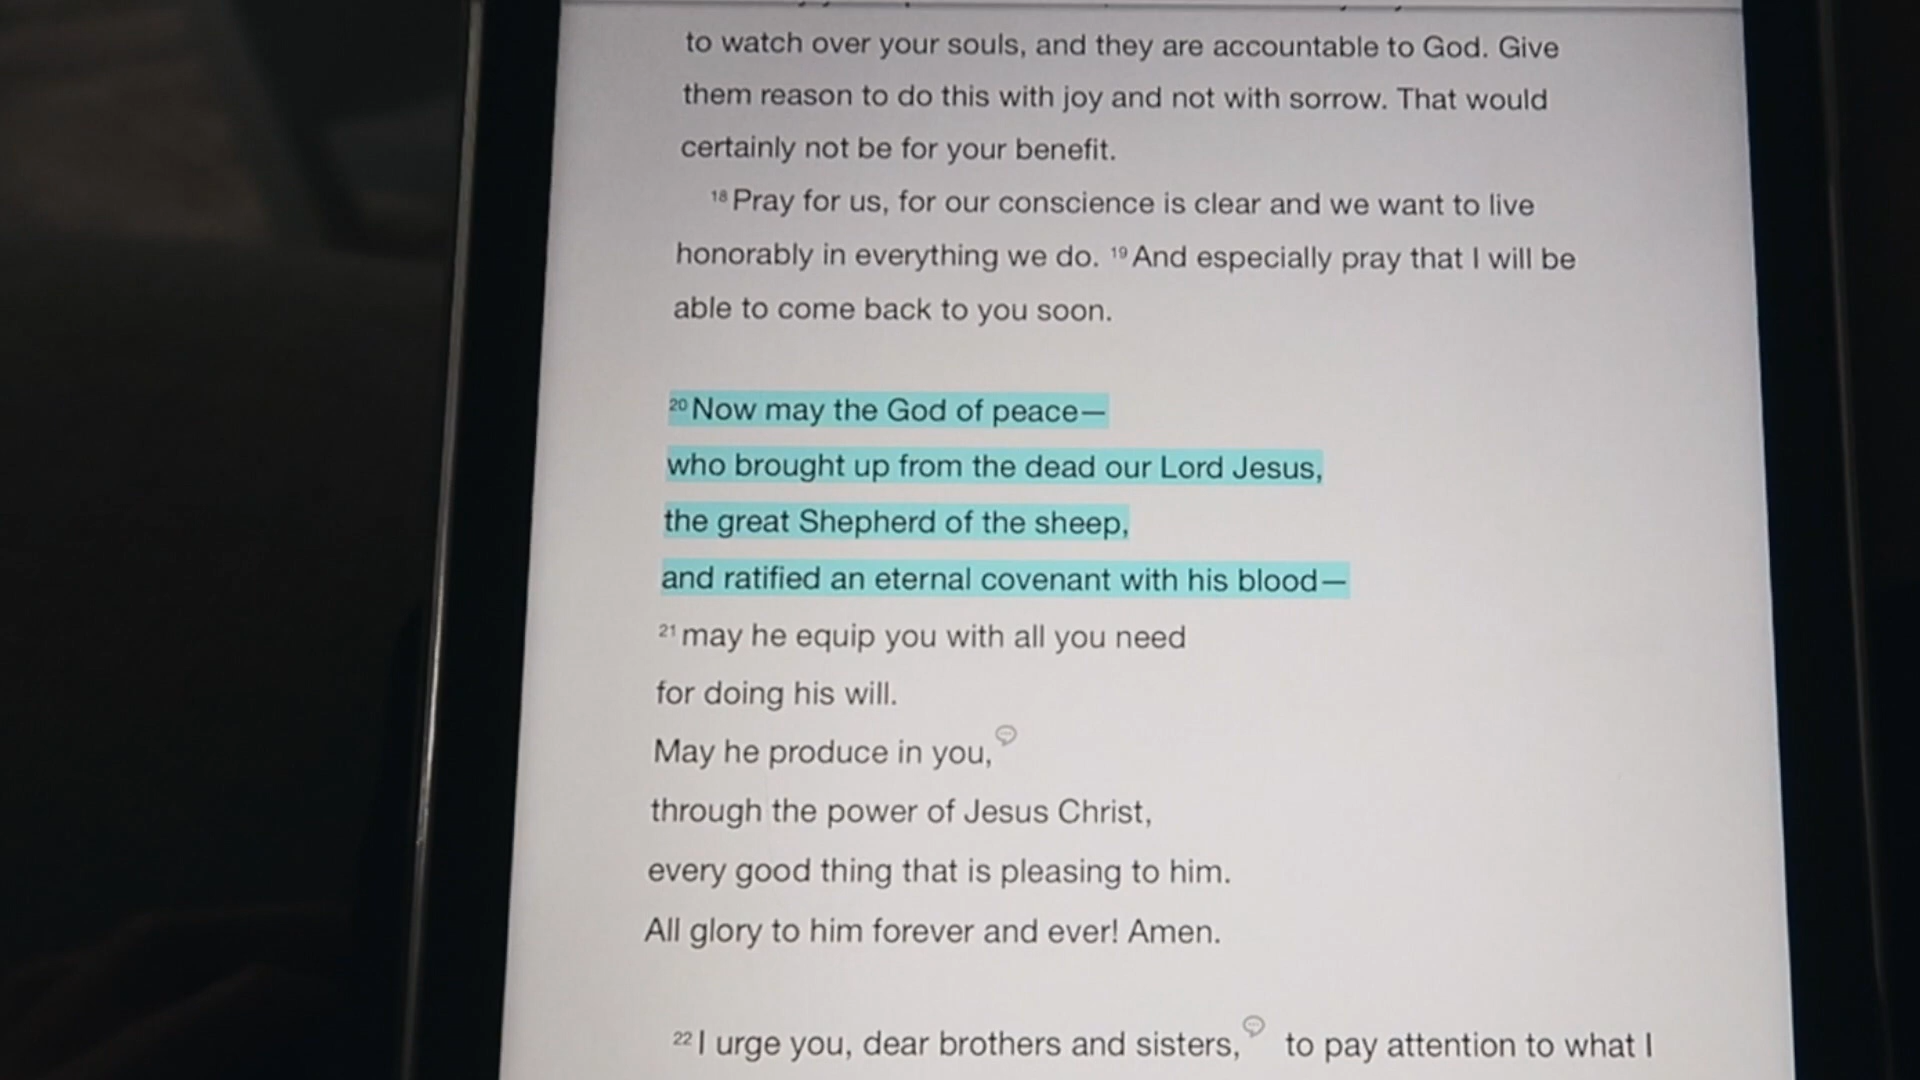 to watch over your souls, and they are accountable to God. Give
them reason to do this with joy and not with sorrow. That would
certainly not be for your benefit.
18 Pray for us, for our conscience is clear and we want to live
honorably in everything we do. 19 And especially pray that I will be
able to come back to you soon.
20 Now may the God of peace—
who brought up from the dead our Lord Jesus,
the great Shepherd of the sheep,
and ratified an eternal covenant with his blood—
21 may he equip you with all you need
for doing his will.
May he produce in you,
through the power of Jesus Christ,
every good thing that is pleasing to him.
All glory to him forever and ever! Amen.
22 I urge you, dear brothers and sisters, to pay attention to what I